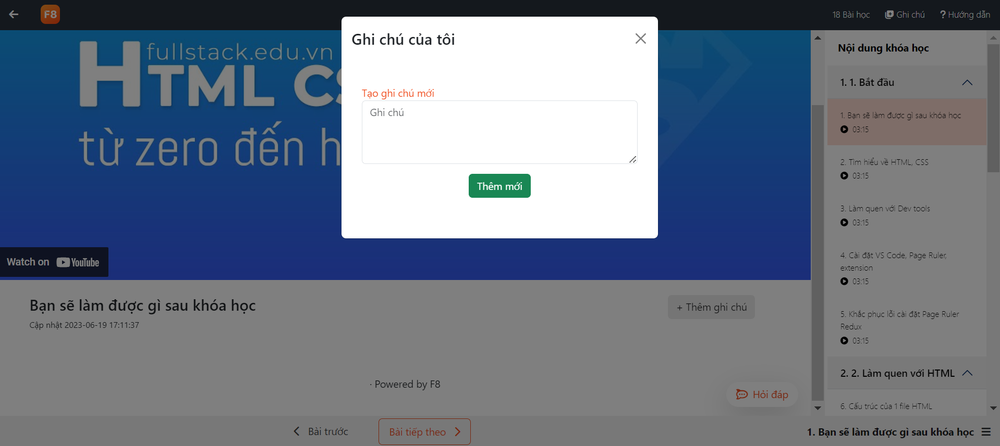 F8
18 Bài học
Ghi chú
? Hướng dẫn
Ghi chú của tôi
Tạo ghi chú mới
Ghi chú
Thêm mới
fullstack.edu.vn
HTML CS
từ zero đến h
Watch on YouTube
Bạn sẽ làm được gì sau khóa học
Cập nhật 2023-06-19 17:11:37
+ Thêm ghi chú
· Powered by F8
Hỏi đáp
Nội dung khóa học
1. 1. Bắt đầu
1. Bạn sẽ làm được gì sau khóa học
03:15
2. Tìm hiểu về HTML, CSS
03:15
3. Làm quen với Dev tools
03:15
4. Cài đặt VS Code, Page Ruler,
extension
03:15
5. Khắc phục lỗi cài đặt Page Ruler
Redux
03:15
2. 2. Làm quen với HTML
6. Cấu trúc của 1 file HTML
Bài trước
Bài tiếp theo
1. Bạn sẽ làm được gì sau khóa học